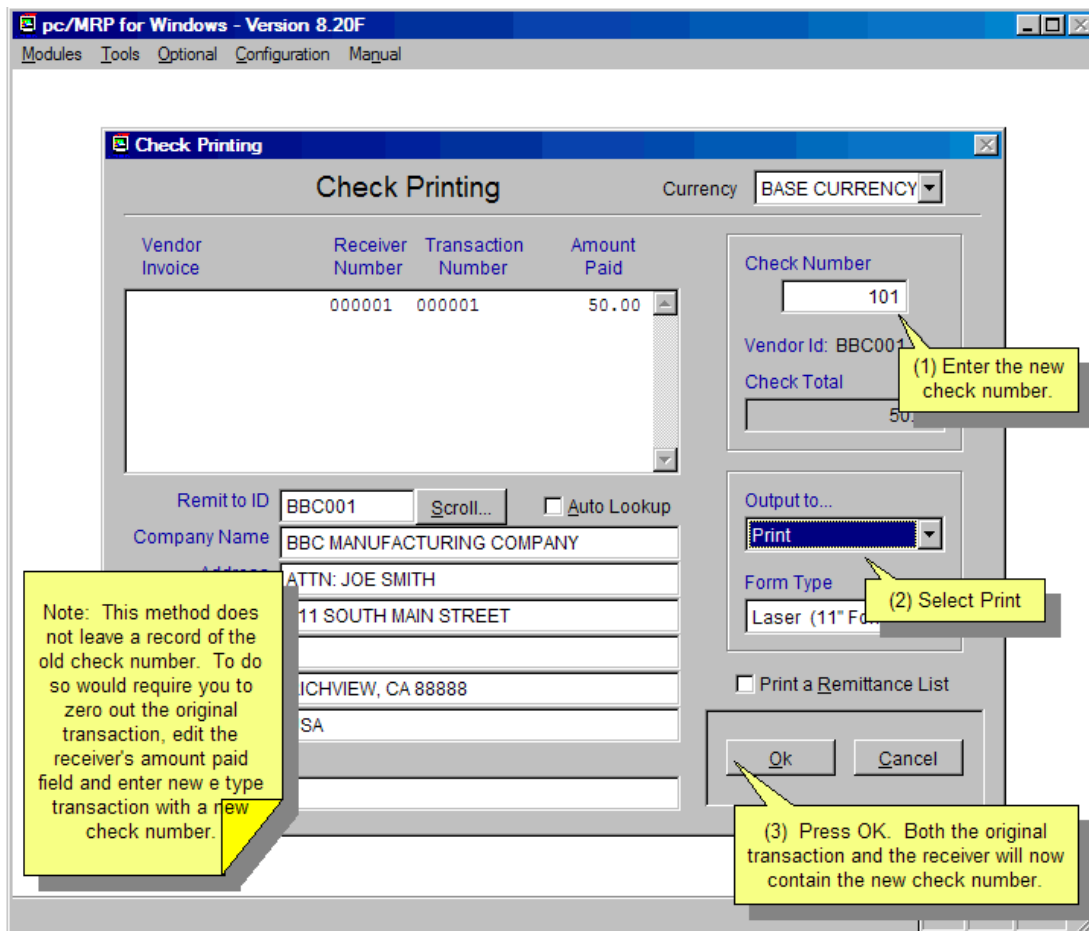 pc/MRP for Windows - Version 8.20F
Modules Tools Optional Configuration Manual
Check Printing
Check Printing
Currency BASE CURRENCY
Vendor Invoice
Receiver Number
Transaction Number
Amount Paid
000001 000001 50.00
Check Number
101
Vendor Id: BBC001
Check Total
50.
(1) Enter the new
check number.
Remit to ID BBC001 Scroll... Auto Lookup
Company Name BBC MANUFACTURING COMPANY
ATTN: JOE SMITH
11 SOUTH MAIN STREET
CA 88888
Output to...
Print
Form Type
Laser (11"
(2) Select Print
Print a Remittance List
Ok Cancel
Note: This method does
not leave a record of the
old check number. To do
so would require you to
zero out the original
transaction, edit the
receiver's amount paid
field and enter new e type
transaction with a new
check number.
(3) Press OK. Both the original
transaction and the receiver will now
contain the new check number.